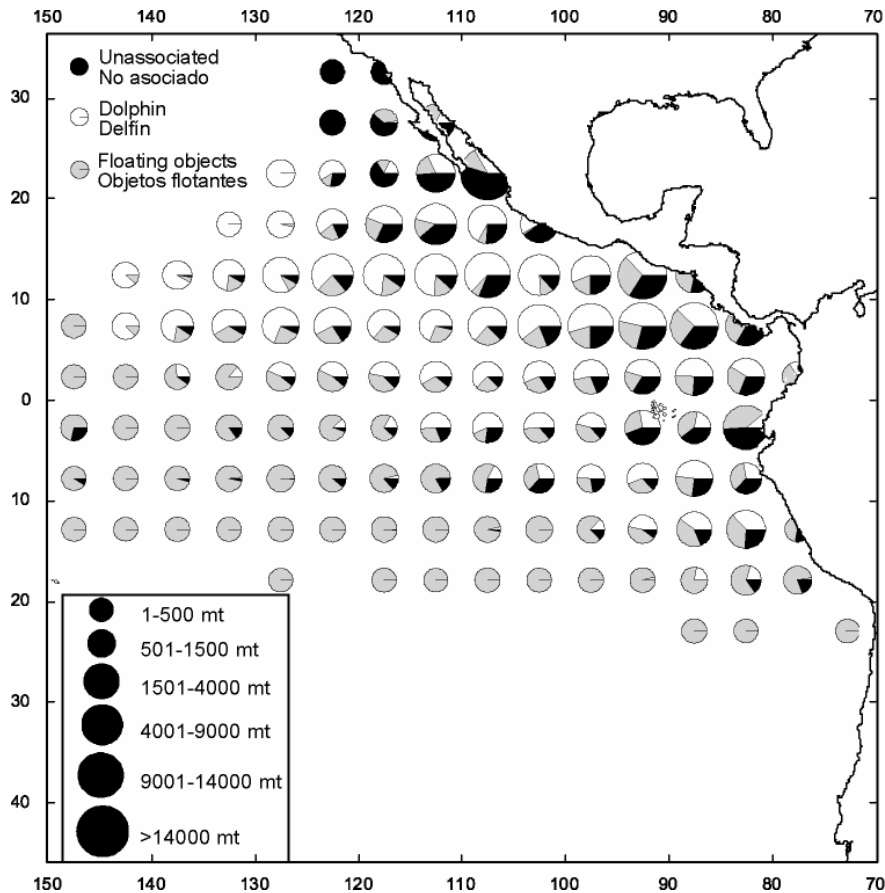 150 140 130 120 110 100 90 80 70
Unassociated
No asociado
Dolphin
Delfín
Floating objects
Objetos flotantes
30
20
10
0
10
20
30
40
1-500 mt
501-1500 mt
1501-4000 mt
4001-9000 mt
9001-14000 mt
>14000 mt
150 140 130 120 110 100 90 80 70